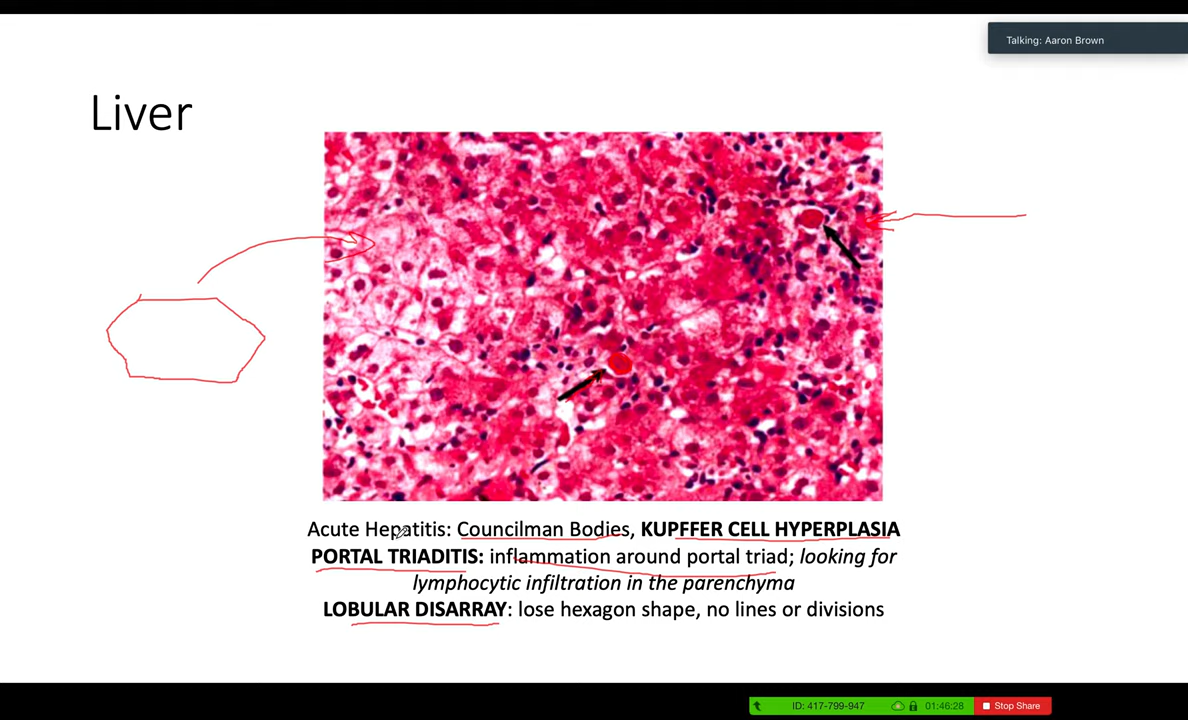 Talking: Aaron Brown
Liver
Acute Hepatitis: Councilman Bodies, KUPFFER CELL HYPERPLASIA
PORTAL TRIADITIS: inflammation around portal triad; looking for
lymphocytic infiltration in the parenchyma
LOBULAR DISARRAY: lose hexagon shape, no lines or divisions
ID: 417-799-947 01:46:28 Stop Share